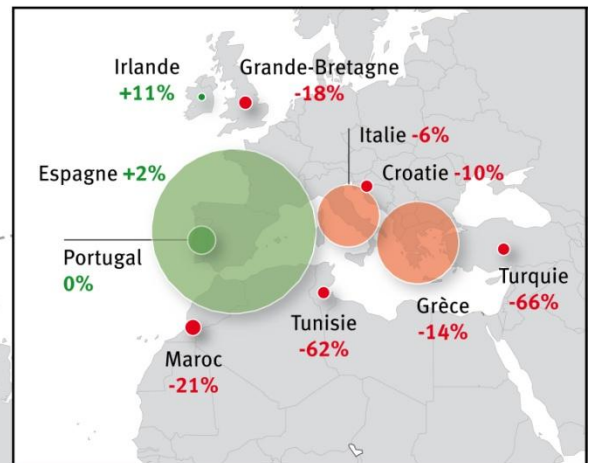 Irlande
+11%
Grande-Bretagne
-18%
Italie -6%
Croatie -10%
Espagne +2%
Portugal
0%
Turquie
-66%
Grèce
-14%
Tunisie
-62%
Maroc
-21%